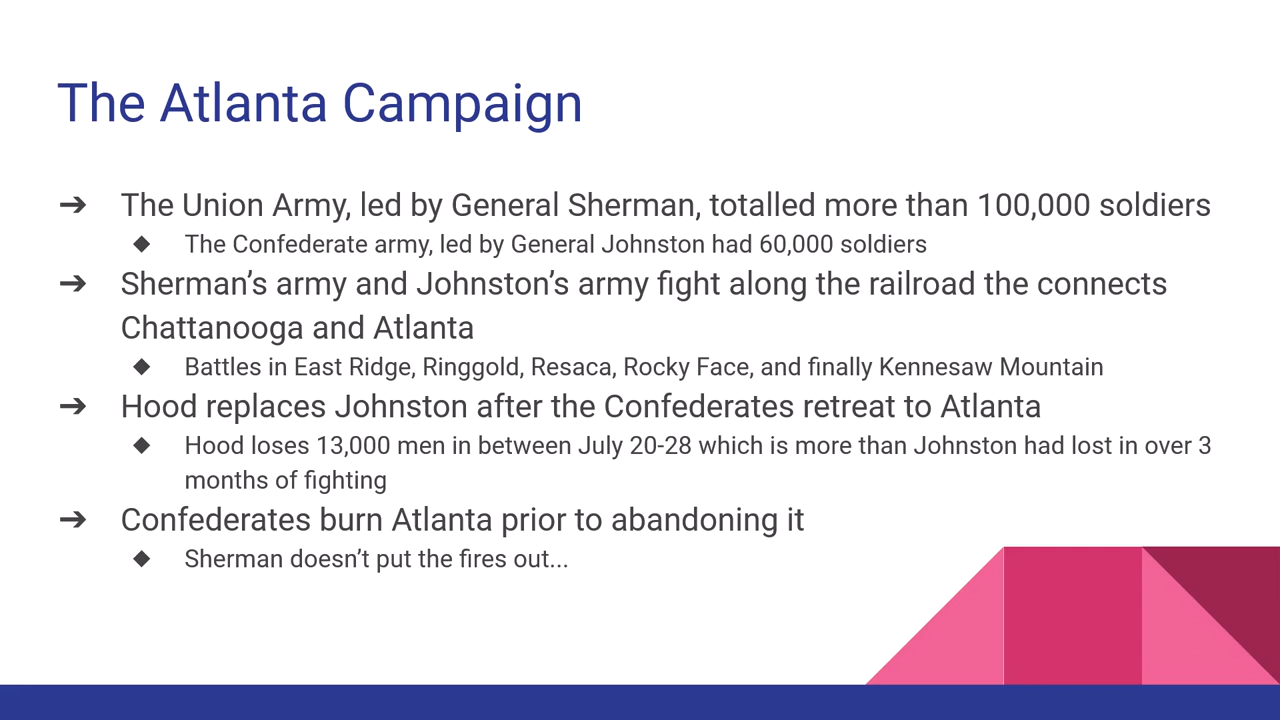 The Atlanta Campaign
➔ The Union Army, led by General Sherman, totalled more than 100,000 soldiers
◆ The Confederate army, led by General Johnston had 60,000 soldiers
➔ Sherman’s army and Johnston’s army fight along the railroad the connects
Chattanooga and Atlanta
◆ Battles in East Ridge, Ringgold, Resaca, Rocky Face, and finally Kennesaw Mountain
➔ Hood replaces Johnston after the Confederates retreat to Atlanta
◆ Hood loses 13,000 men in between July 20-28 which is more than Johnston had lost in over 3
months of fighting
➔ Confederates burn Atlanta prior to abandoning it
◆ Sherman doesn’t put the fires out...